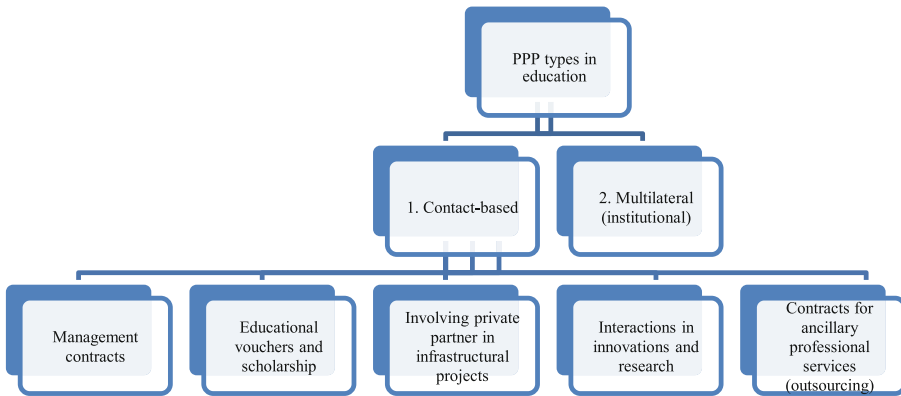 PPP types in
education
1. Contact-based
2. Multilateral
(institutional)
Management
contracts
Educational
vouchers and
scholarship
Involving private
partner in
infrastructural
projects
Interactions in
innovations and
research
Contracts for
ancillary
professional
services
(outsourcing)